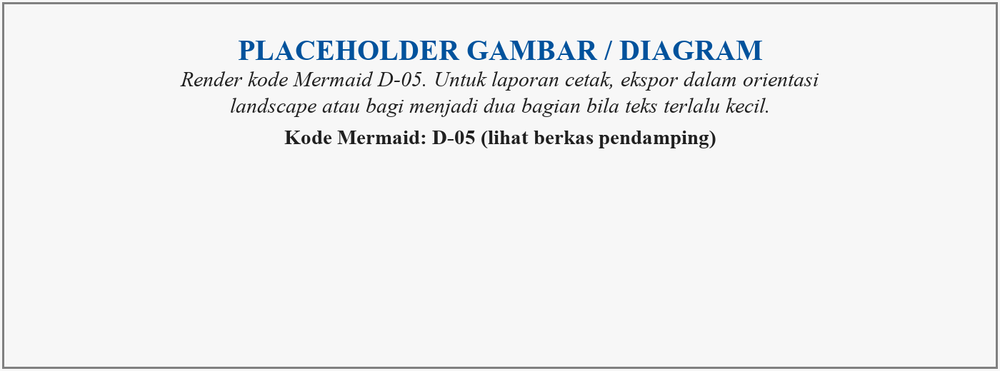 PLACEHOLDER GAMBAR / DIAGRAM
Render kode Mermaid D-05. Untuk laporan cetak, ekspor dalam orientasi
landscape atau bagi menjadi dua bagian bila teks terlalu kecil.
Kode Mermaid: D-05 (lihat berkas pendamping)